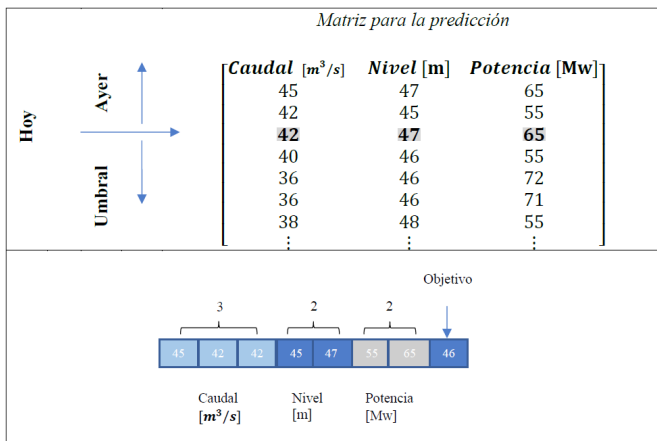 Matriz para la predicción
Hoy
Ayer
Umbral
Caudal [m³/s] Nivel [m] Potencia [Mw]
45 47 65
42 45 55
42 47 65
40 46 55
36 46 72
36 46 71
38 48 55
⋮ ⋮ ⋮
Objetivo
3 2 2
45 42 42 45 47 55 65 46
Caudal Nivel Potencia
[m³/s] [m] [Mw]